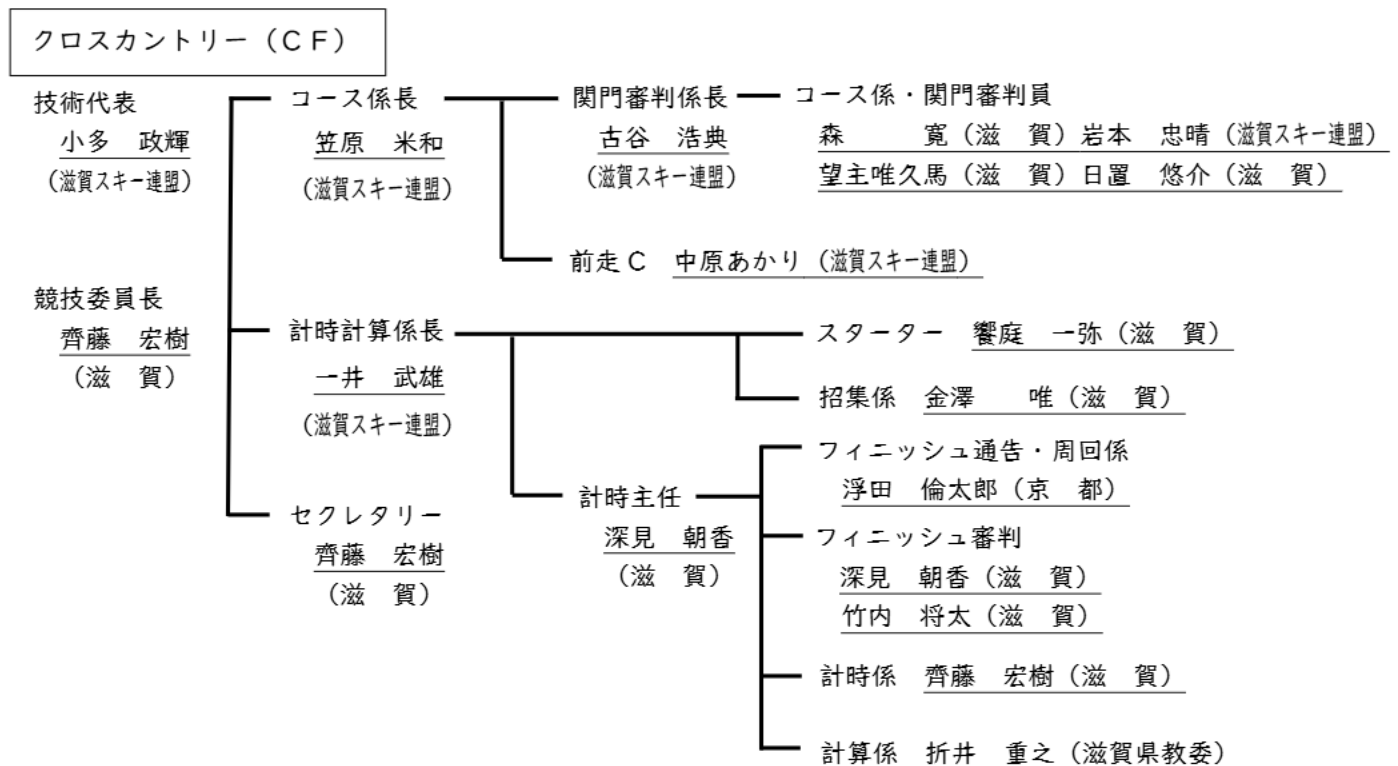 クロスカントリー（ＣＦ）
技術代表
小多　政輝
（滋賀スキー連盟）
競技委員長
齊藤　宏樹
（滋　賀）
コース係長
笠原　米和
（滋賀スキー連盟）
関門審判係長
古谷　浩典
（滋賀スキー連盟）
コース係・関門審判員
森　　　寛（滋　賀）岩本　忠晴（滋賀スキー連盟）
望主唯久馬（滋　賀）日置　悠介（滋　賀）
前走Ｃ　中原あかり（滋賀スキー連盟）
計時計算係長
一井　武雄
（滋賀スキー連盟）
スターター　饗庭　一弥（滋　賀）
招集係　金澤　　唯（滋　賀）
計時主任
深見　朝香
（滋　賀）
フィニッシュ通告・周回係
浮田　倫太郎（京　都）
フィニッシュ審判
深見　朝香（滋　賀）
竹内　将太（滋　賀）
計時係　齊藤　宏樹（滋　賀）
計算係　折井　重之（滋賀県教委）
セクレタリー
齊藤　宏樹
（滋　賀）